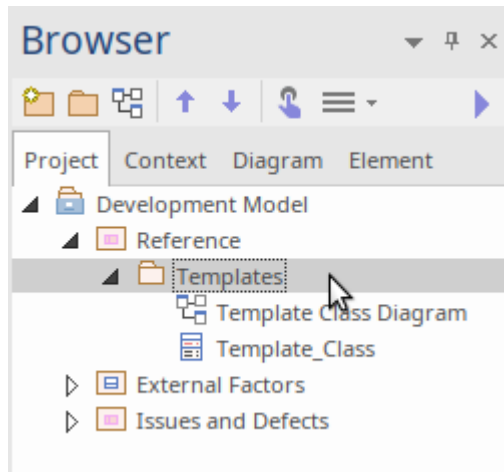 Browser
Project Context Diagram Element
Development Model
Reference
Templates
Template Class Diagram
Template_Class
External Factors
Issues and Defects